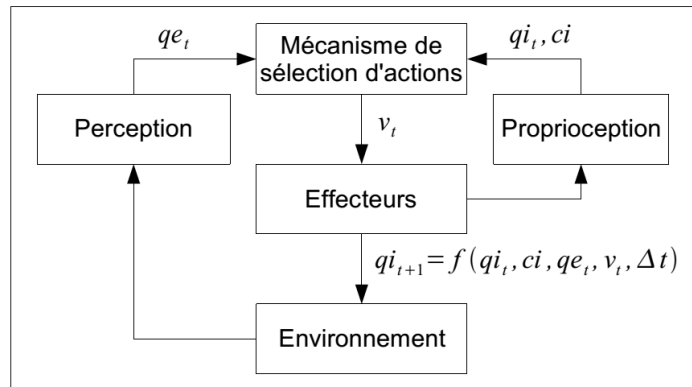 qe_t
Mécanisme de
sélection d'actions
qi_t, ci
Perception
v_t
Proprioception
Effecteurs
qi_{t+1} = f(qi_t, ci, qe_t, v_t, Δt)
Environnement